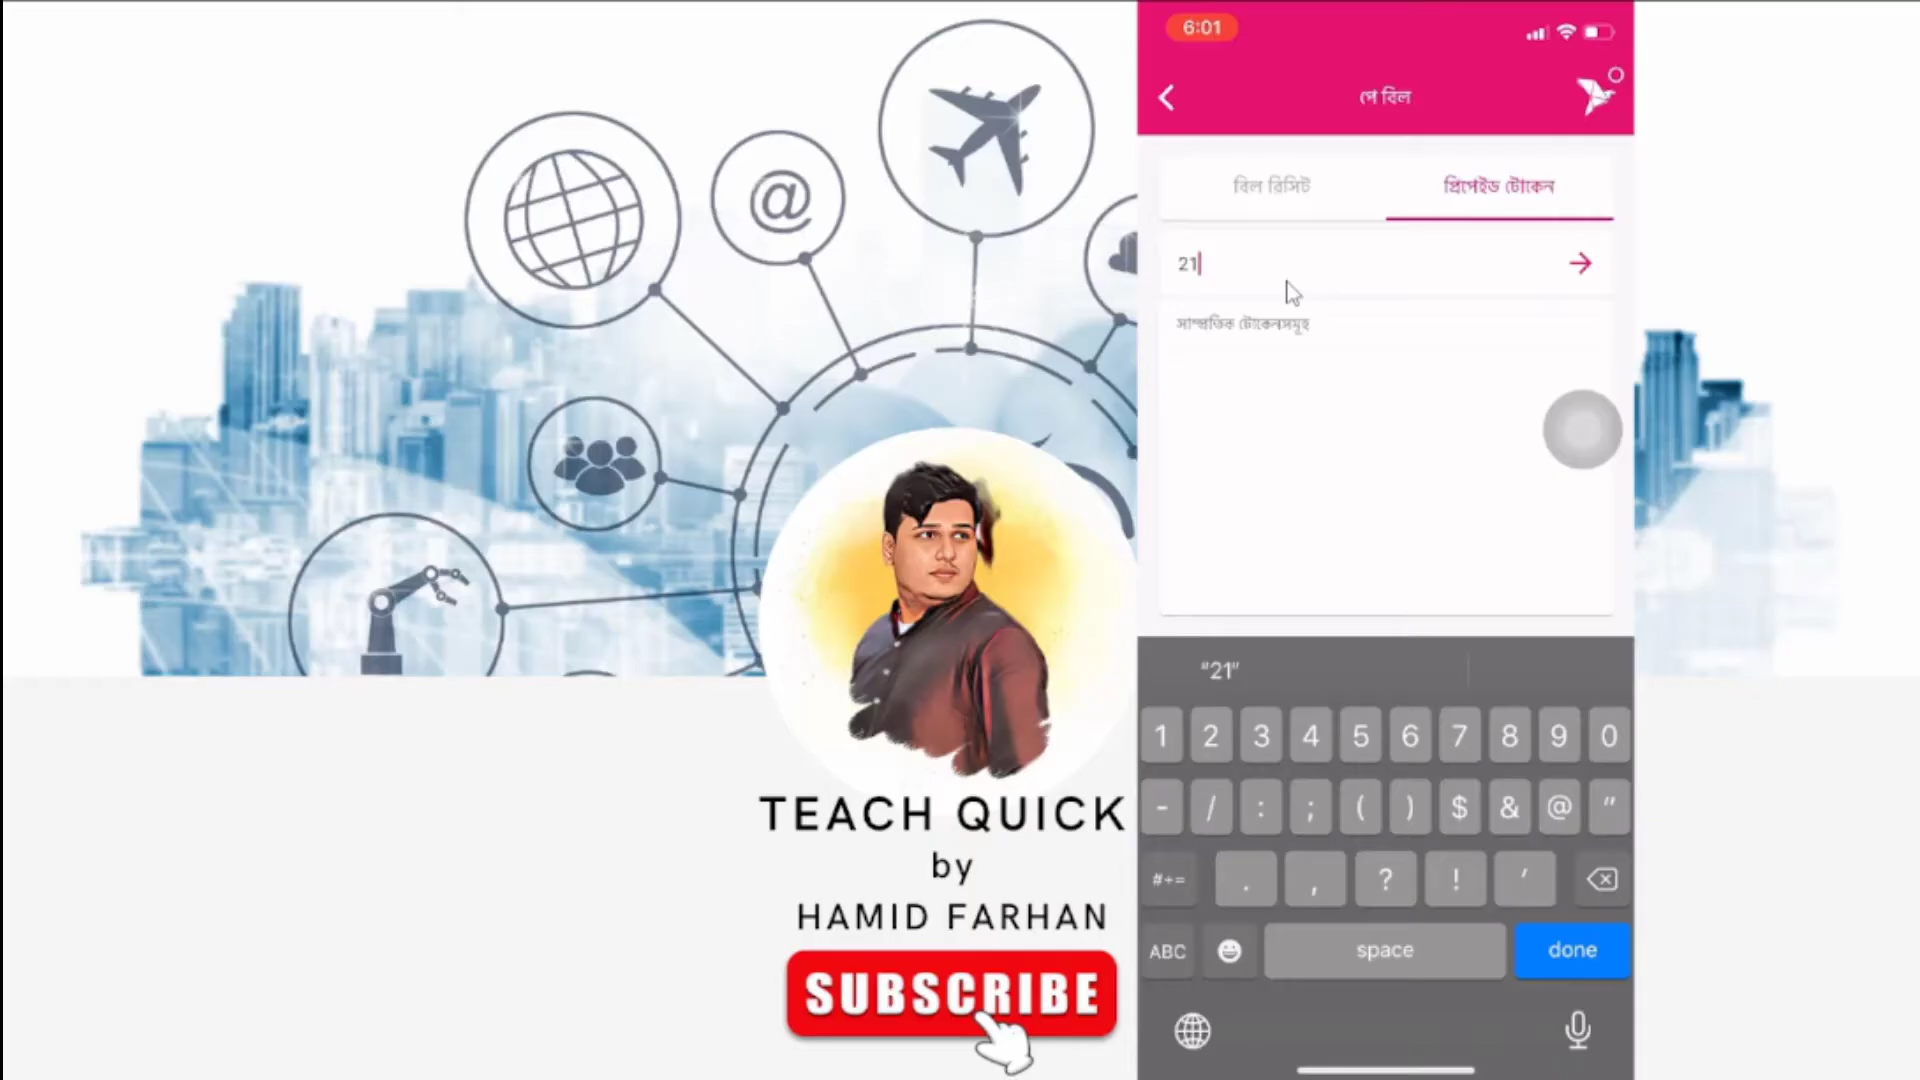 6:01
পে বিল
বিল রিসিট
প্রিপেইড টোকেন
21
সাম্প্রতিক টোকেনসমূহ
"21"
1 2 3 4 5 6 7 8 9 0
- / : ; ( ) $ & @ "
#+= . , ? ! '
ABC space done
@
TEACH QUICK
by
HAMID FARHAN
SUBSCRIBE